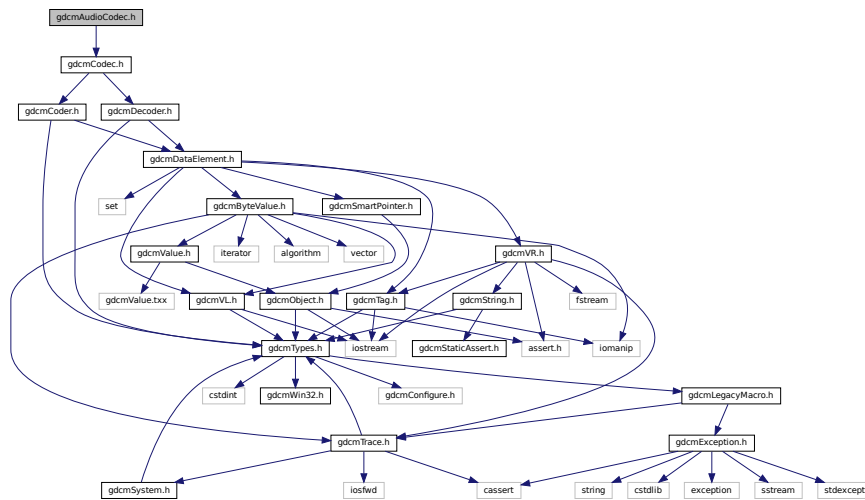 gdcmAudioCodec.h
gdcmCodec.h
gdcmCoder.h
gdcmDecoder.h
gdcmDataElement.h
set
gdcmByteValue.h
gdcmSmartPointer.h
gdcmValue.h
iterator
algorithm
vector
gdcmVR.h
gdcmValue.txx
gdcmVL.h
gdcmObject.h
gdcmTag.h
gdcmString.h
fstream
gdcmTypes.h
iostream
gdcmStaticAssert.h
assert.h
iomanip
cstdint
gdcmWin32.h
gdcmConfigure.h
gdcmLegacyMacro.h
gdcmTrace.h
gdcmException.h
gdcmSystem.h
iosfwd
cassert
string
cstdlib
exception
sstream
stdexcept